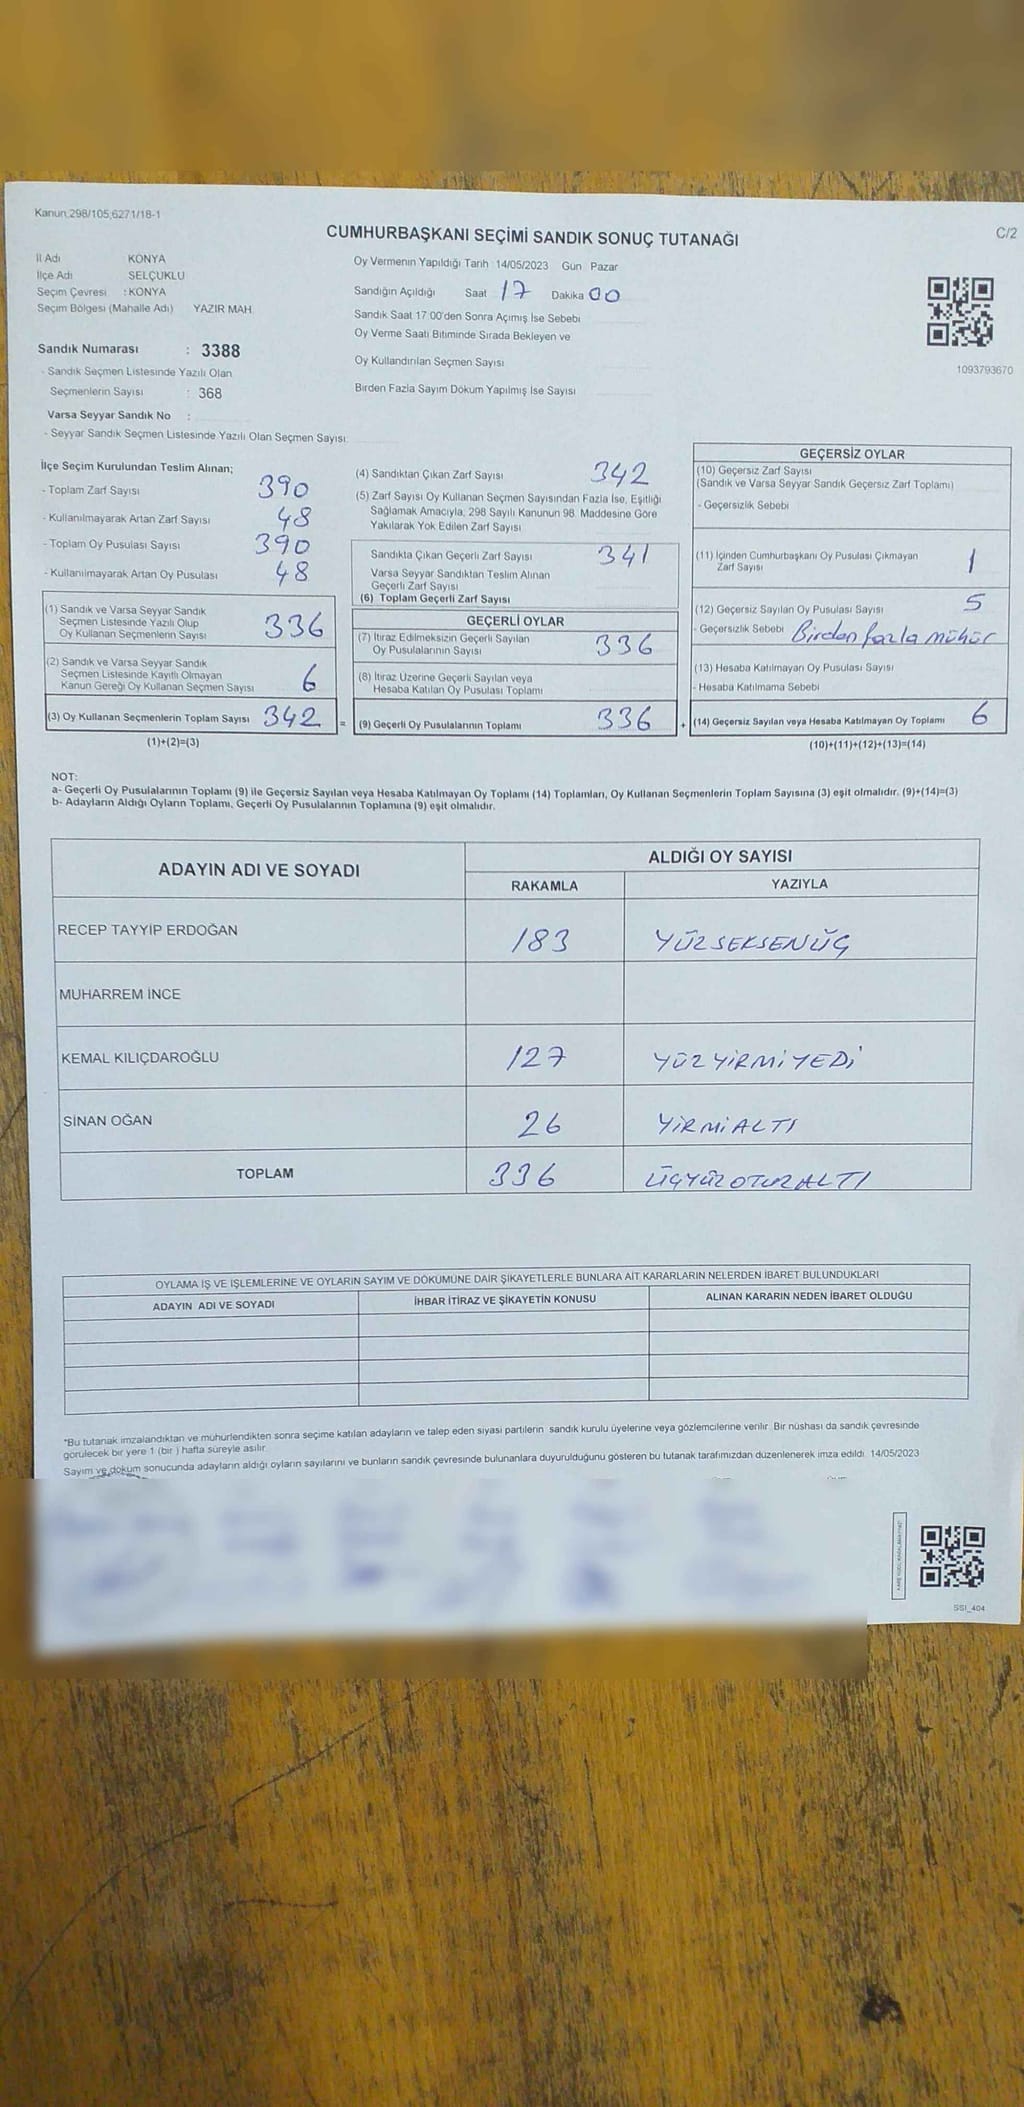 Kanun.298/105,6271/18-1
CUMHURBAŞKANI SEÇİMİ SANDIK SONUÇ TUTANAĞI
C/2
İl Adı KONYA
İlçe Adı SELÇUKLU
Seçim Çevresi : KONYA
Seçim Bölgesi (Mahalle Adı) YAZIR MAH.
Sandık Numarası : 3388
- Sandık Seçmen Listesinde Yazılı Olan
Seçmenlerin Sayısı : 368
Varsa Seyyar Sandık No :
- Seyyar Sandık Seçmen Listesinde Yazılı Olan Seçmen Sayısı:
Oy Vermenin Yapıldığı Tarih 14/05/2023 Gün Pazar
Sandığın Açıldığı Saat 17 Dakika 00
Sandık Saat 17:00'den Sonra Açımış İse Sebebi
Oy Verme Saati Bitiminde Sırada Bekleyen ve
Oy Kullandırılan Seçmen Sayısı
Birden Fazla Sayım Döküm Yapılmış İse Sayısı
1093793670
İlçe Seçim Kurulundan Teslim Alınan;
- Toplam Zarf Sayısı 390
- Kullanılmayarak Artan Zarf Sayısı 48
- Toplam Oy Pusulası Sayısı 390
- Kullanılmayarak Artan Oy Pusulası 48
(1) Sandık ve Varsa Seyyar Sandık
Seçmen Listesinde Yazılı Olup
Oy Kullanan Seçmenlerin Sayısı 336
(2) Sandık ve Varsa Seyyar Sandık
Seçmen Listesinde Kayıtlı Olmayan
Kanun Gereği Oy Kullanan Seçmen Sayısı 6
(3) Oy Kullanan Seçmenlerin Toplam Sayısı 342 =
(1)+(2)=(3)
(4) Sandıktan Çıkan Zarf Sayısı 342
(5) Zarf Sayısı Oy Kullanan Seçmen Sayısından Fazla İse, Eşitliği
Sağlamak Amacıyla, 298 Sayılı Kanunun 98. Maddesine Göre
Yakılarak Yok Edilen Zarf Sayısı
Sandıkta Çıkan Geçerli Zarf Sayısı 341
Varsa Seyyar Sandıktan Teslim Alınan
Geçerli Zarf Sayısı
(6) Toplam Geçerli Zarf Sayısı
GEÇERLİ OYLAR
(7) İtiraz Edilmeksizin Geçerli Sayılan
Oy Pusulalarının Sayısı 336
(8) İtiraz Üzerine Geçerli Sayılan veya
Hesaba Katılan Oy Pusulası Toplamı
(9) Geçerli Oy Pusulalarının Toplamı 336 +
GEÇERSİZ OYLAR
(10) Geçersiz Zarf Sayısı
(Sandık ve Varsa Seyyar Sandık Geçersiz Zarf Toplamı)
- Geçersizlik Sebebi
(11) İçinden Cumhurbaşkanı Oy Pusulası Çıkmayan
Zarf Sayısı 1
(12) Geçersiz Sayılan Oy Pusulası Sayısı 5
- Geçersizlik Sebebi Birden fazla mühür
(13) Hesaba Katılmayan Oy Pusulası Sayısı
- Hesaba Katılmama Sebebi
(14) Geçersiz Sayılan veya Hesaba Katılmayan Oy Toplamı 6
(10)+(11)+(12)+(13)=(14)
NOT:
a- Geçerli Oy Pusulalarının Toplamı (9) ile Geçersiz Sayılan veya Hesaba Katılmayan Oy Toplamı (14) Toplamları, Oy Kullanan Seçmenlerin Toplam Sayısına (3) eşit olmalıdır. (9)+(14)=(3)
b- Adayların Aldığı Oyların Toplamı, Geçerli Oy Pusulalarının Toplamına (9) eşit olmalıdır.
ADAYIN ADI VE SOYADI ALDIĞI OY SAYISI
RAKAMLA YAZIYLA
RECEP TAYYİP ERDOĞAN 183 YÜZSEKSENÜÇ
MUHARREM İNCE
KEMAL KILIÇDAROĞLU 127 YÜZYİRMİYEDİ
SİNAN OĞAN 26 YİRMİALTI
TOPLAM 336 ÜÇYÜZOTUZALTI
OYLAMA İŞ VE İŞLEMLERİNE VE OYLARIN SAYIM VE DÖKÜMÜNE DAİR ŞİKAYETLERLE BUNLARA AİT KARARLARIN NELERDEN İBARET BULUNDUKLARI
ADAYIN ADI VE SOYADI İHBAR İTİRAZ VE ŞİKAYETİN KONUSU ALINAN KARARIN NEDEN İBARET OLDUĞU
*Bu tutanak imzalandıktan ve mühürlendikten sonra seçime katılan adayların ve talep eden siyasi partilerin sandık kurulu üyelerine veya gözlemcilerine verilir. Bir nüshası da sandık çevresinde
görülecek bir yere 1 (bir ) hafta süreyle asılır.
Sayım ve döküm sonucunda adayların aldığı oyların sayılarını ve bunların sandık çevresinde bulunanlara duyurulduğunu gösteren bu tutanak tarafımızdan düzenlenerek imza edildi. 14/05/2023
SSI_404